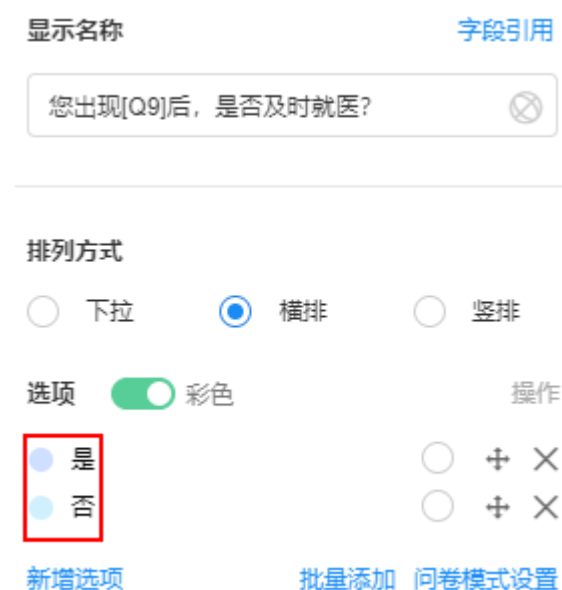 显示名称 字段引用
您出现[Q9]后，是否及时就医?
排列方式
下拉 横排 竖排
选项 彩色 操作
是
否
新增选项 批量添加 问卷模式设置